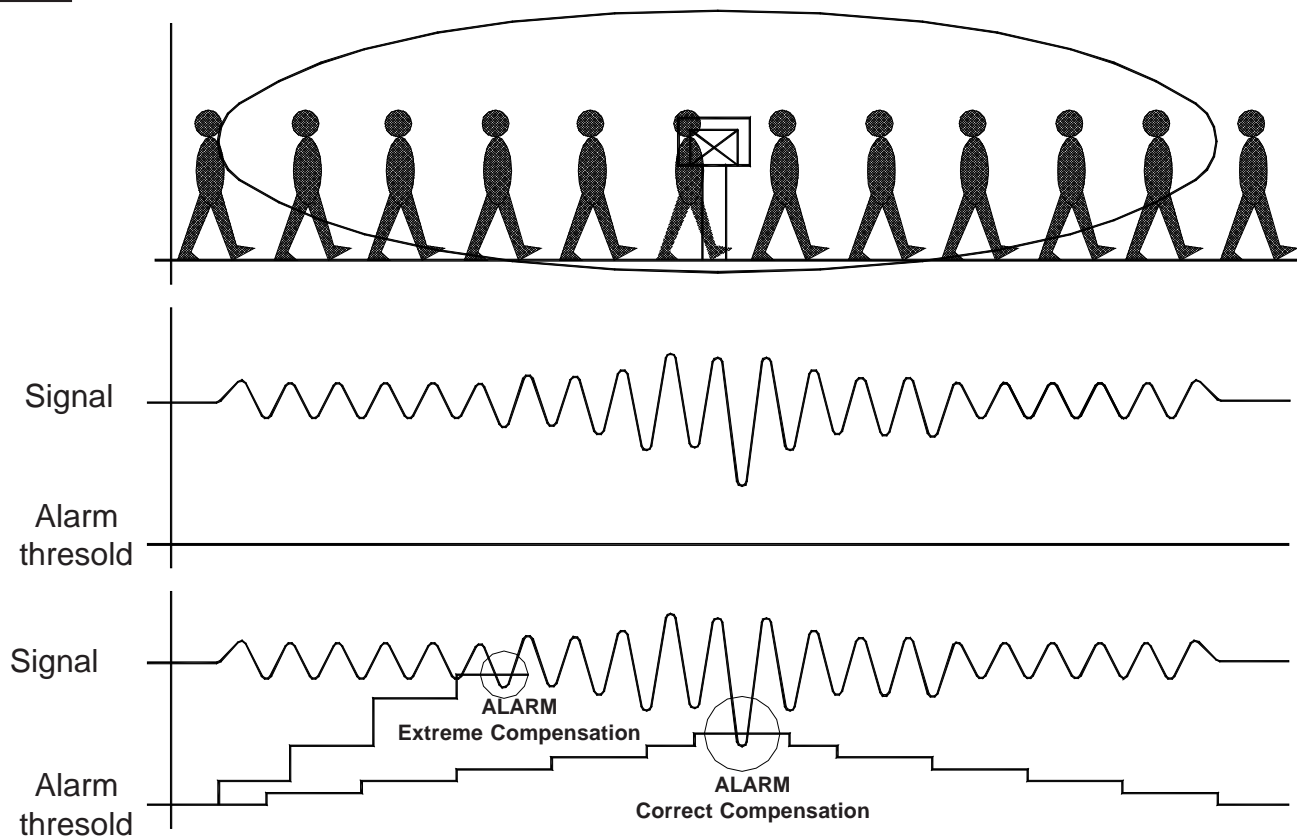 Signal
Alarm
thresold
Signal
ALARM
Extreme Compensation
ALARM
Correct Compensation
Alarm
thresold